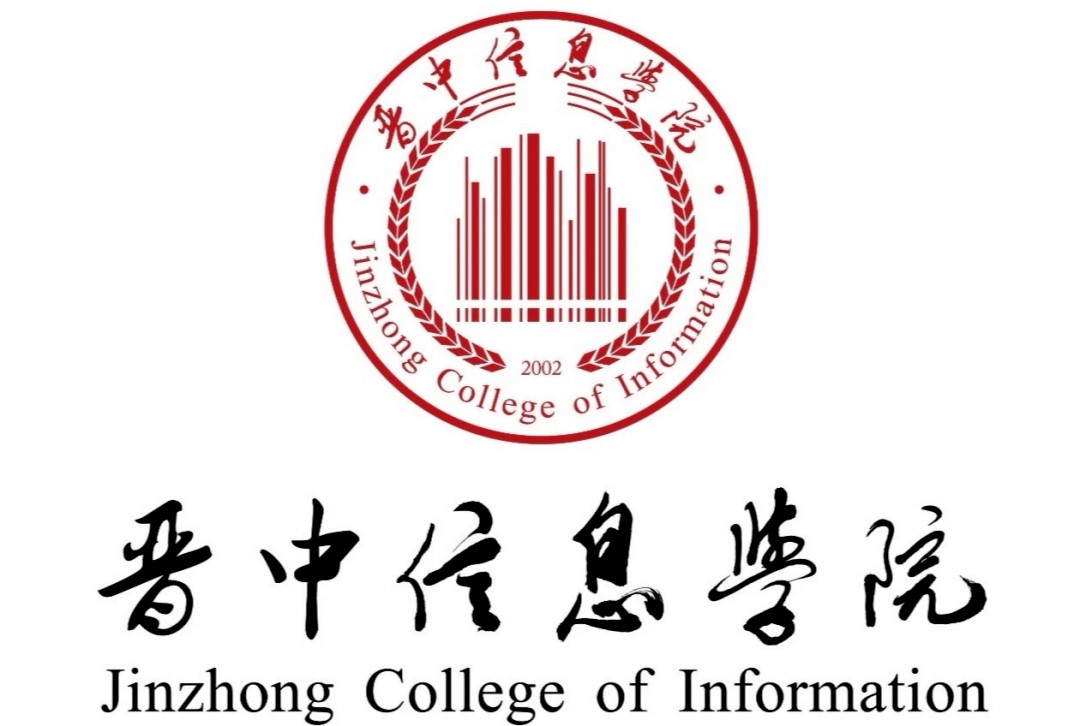 晋中信息学院
Jinzhong College of Information
2002
晋中信息學院
Jinzhong College of Information